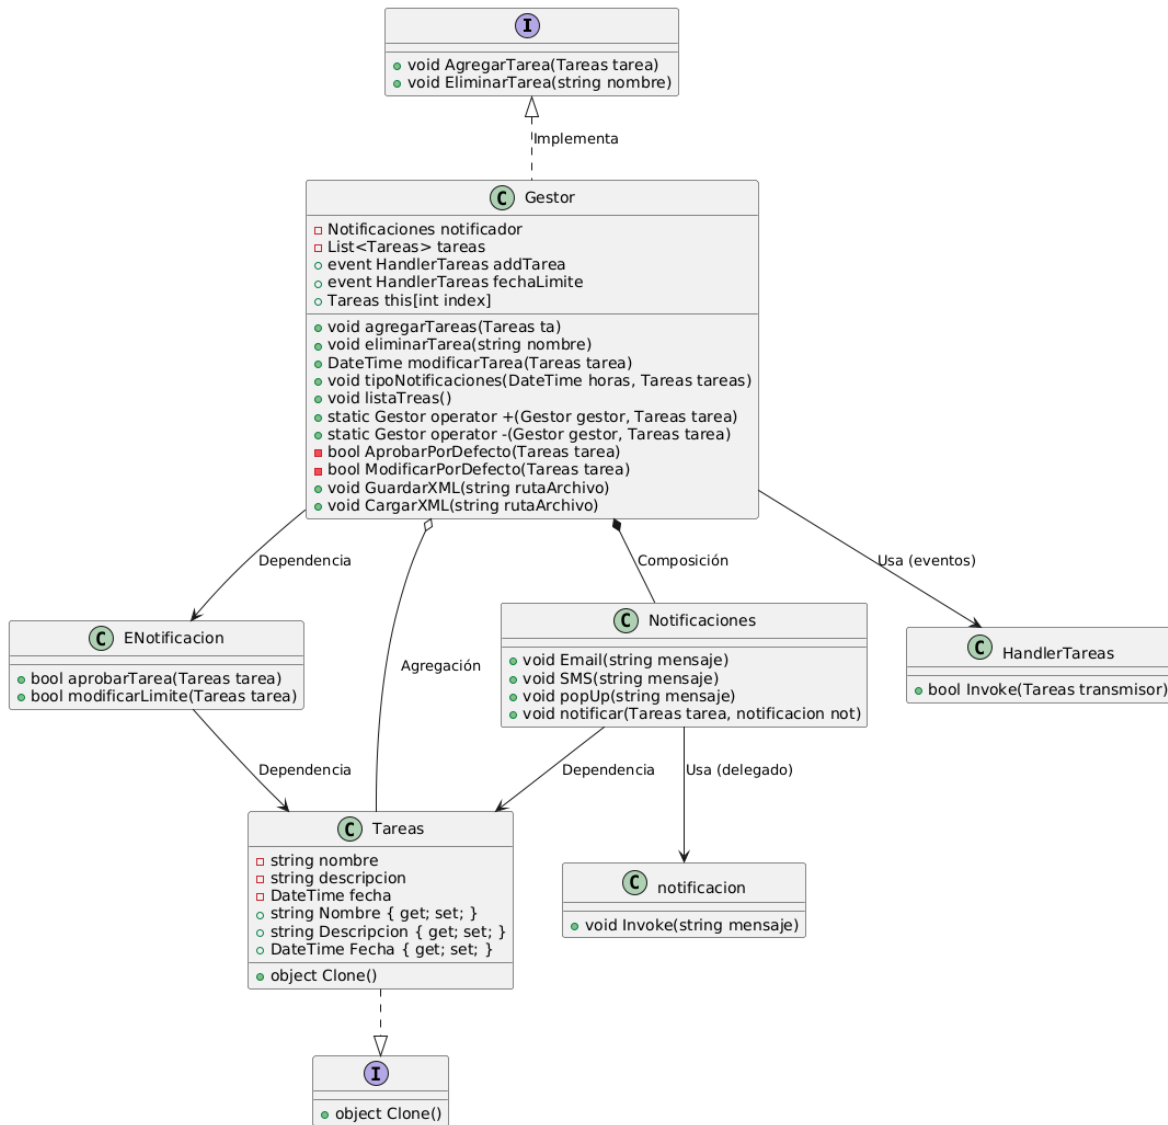 I
void AgregarTarea(Tareas tarea)
void EliminarTarea(string nombre)
Implementa
C Gestor
Notificaciones notificador
List<Tareas> tareas
event HandlerTareas addTarea
event HandlerTareas fechaLimite
Tareas this[int index]
void agregarTareas(Tareas ta)
void eliminarTarea(string nombre)
DateTime modificarTarea(Tareas tarea)
void tipoNotificaciones(DateTime horas, Tareas tareas)
void listaTreas()
static Gestor operator +(Gestor gestor, Tareas tarea)
static Gestor operator -(Gestor gestor, Tareas tarea)
bool AprobarPorDefecto(Tareas tarea)
bool ModificarPorDefecto(Tareas tarea)
void GuardarXML(string rutaArchivo)
void CargarXML(string rutaArchivo)
Dependencia
Composición
Usa (eventos)
C ENotificacion
bool aprobarTarea(Tareas tarea)
bool modificarLimite(Tareas tarea)
Agregación
C Notificaciones
void Email(string mensaje)
void SMS(string mensaje)
void popUp(string mensaje)
void notificar(Tareas tarea, notificacion not)
C HandlerTareas
bool Invoke(Tareas transmisor)
Dependencia
Dependencia
Usa (delegado)
C Tareas
string nombre
string descripcion
DateTime fecha
string Nombre { get; set; }
string Descripcion { get; set; }
DateTime Fecha { get; set; }
object Clone()
C notificacion
void Invoke(string mensaje)
I
object Clone()